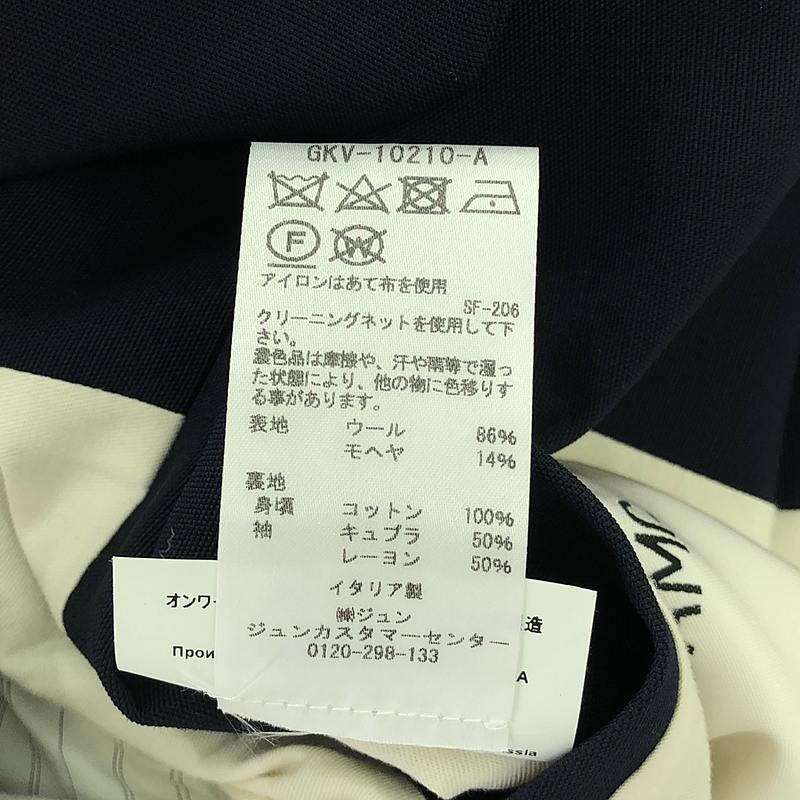 GKV-10210-A
F
W
アイロンはあて布を使用
SF-206
クリーニングネットを使用して下
さい。
濃色品は摩擦や、汗や雨等で湿っ
た状態により、他の物に色移りす
る事があります。
表地 ウール 86%
モヘヤ 14%
裏地
身頃 コットン 100%
袖 キュプラ 50%
レーヨン 50%
イタリア製
㈱ジュン
ジュンカスタマーセンター
0120-298-133
オンワ
造
Прои
A
ssia